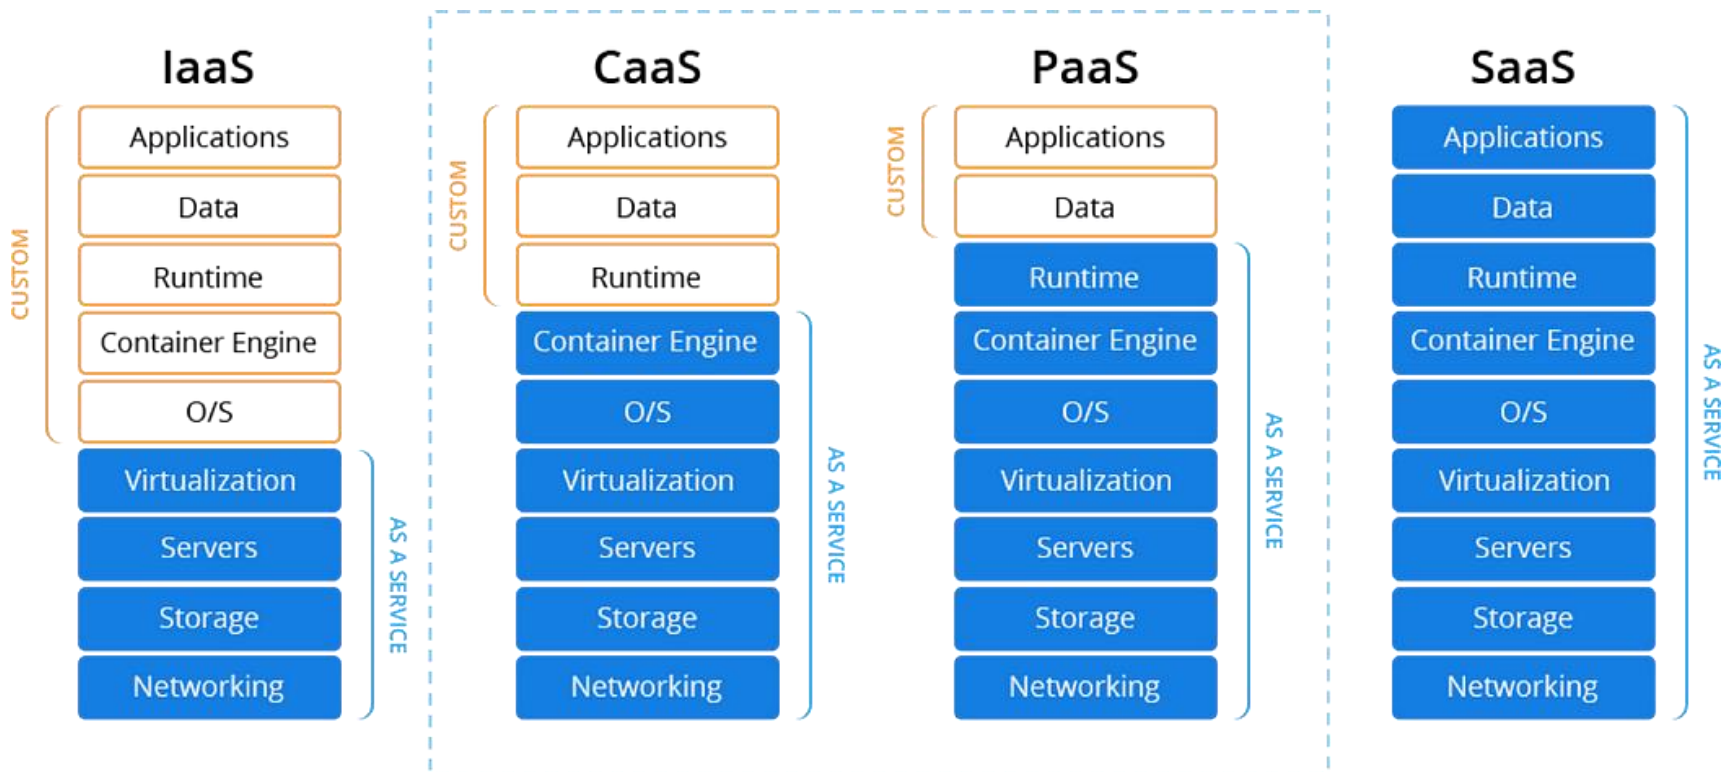 IaaS
CUSTOM
Applications
Data
Runtime
Container Engine
O/S
Virtualization
Servers
Storage
Networking
AS A SERVICE
CaaS
CUSTOM
Applications
Data
Runtime
Container Engine
O/S
Virtualization
Servers
Storage
Networking
AS A SERVICE
PaaS
CUSTOM
Applications
Data
Runtime
Container Engine
O/S
Virtualization
Servers
Storage
Networking
AS A SERVICE
SaaS
Applications
Data
Runtime
Container Engine
O/S
Virtualization
Servers
Storage
Networking
AS A SERVICE